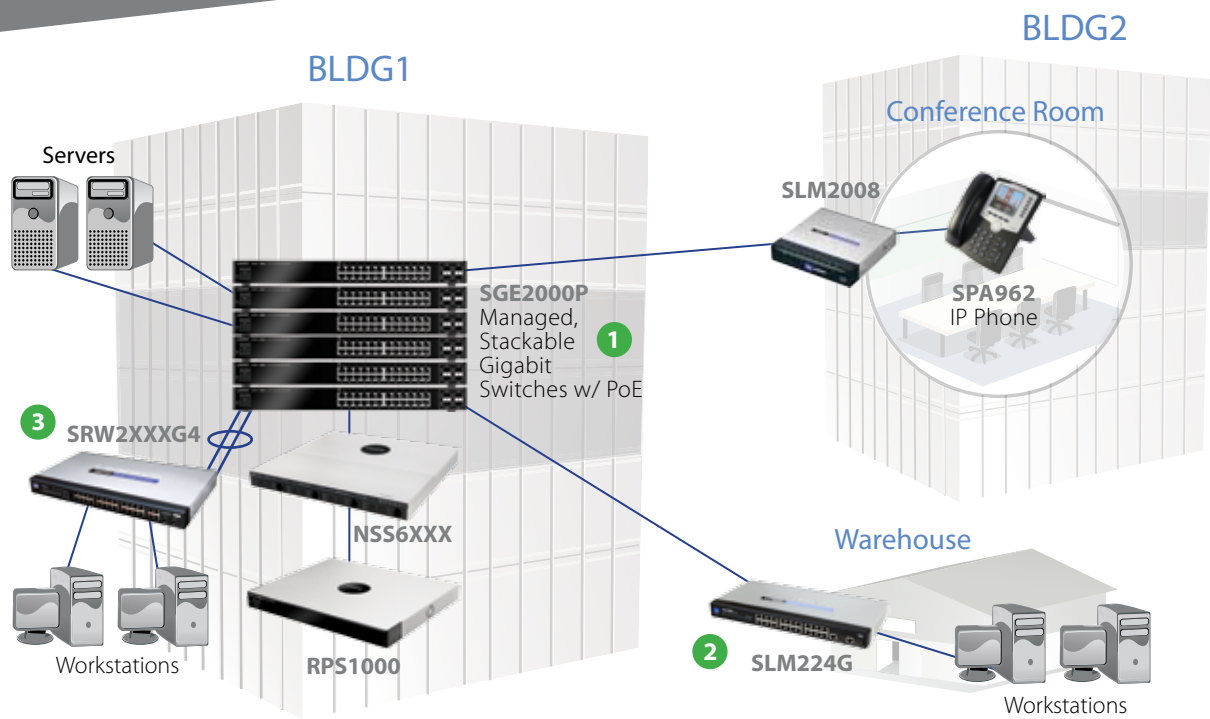 BLDG1
BLDG2
Conference Room
Servers
SLM2008
SPA962
IP Phone
SGE2000P
Managed,
Stackable
Gigabit
Switches w/ PoE
1
3
SRW2XXXG4
NSS6XXX
RPS1000
Workstations
Warehouse
2
SLM224G
Workstations